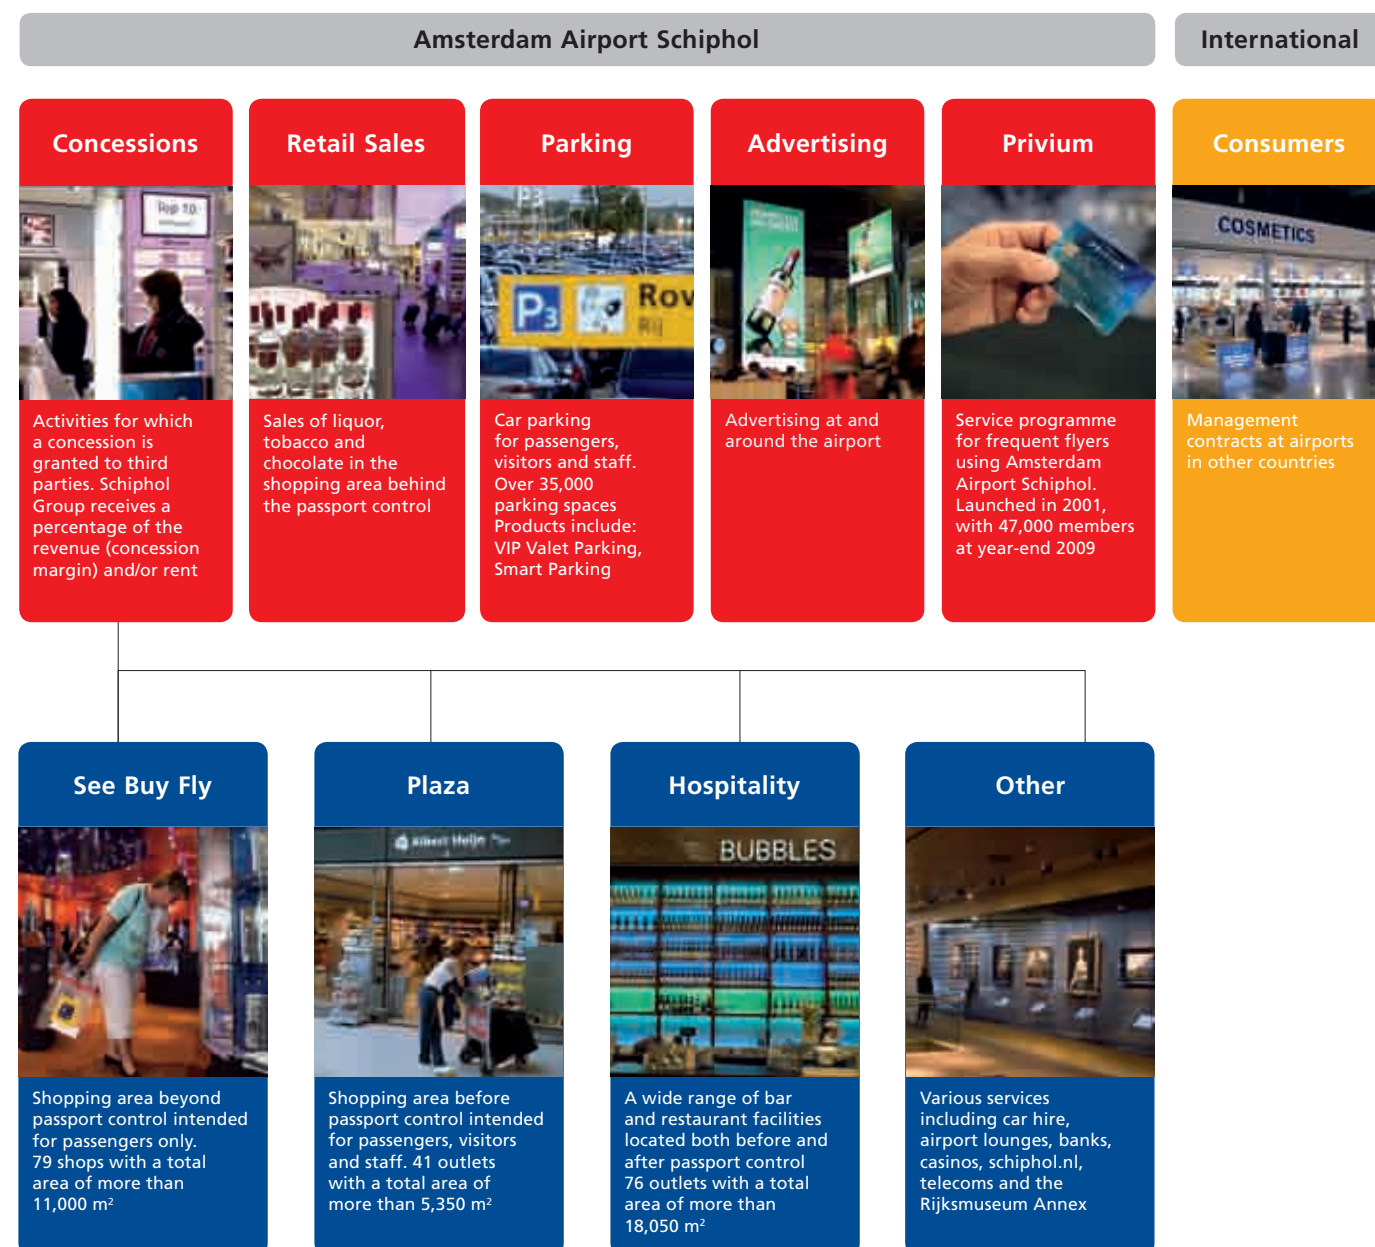 Amsterdam Airport Schiphol
International
Concessions
Retail Sales
Parking
Advertising
Privium
Consumers
Top 10
P3
P3
Rij
COSMETICS
Activities for which
a concession is
granted to third
parties. Schiphol
Group receives a
percentage of the
revenue (concession
margin) and/or rent
Sales of liquor,
tobacco and
chocolate in the
shopping area behind
the passport control
Car parking
for passengers,
visitors and staff.
Over 35,000
parking spaces
Products include:
VIP Valet Parking,
Smart Parking
Advertising at and
around the airport
Service programme
for frequent flyers
using Amsterdam
Airport Schiphol.
Launched in 2001,
with 47,000 members
at year-end 2009
Management
contracts at airports
in other countries
See Buy Fly
Plaza
Hospitality
Other
Albert Heijn
BUBBLES
Shopping area beyond
passport control intended
for passengers only.
79 shops with a total
area of more than
11,000 m²
Shopping area before
passport control intended
for passengers, visitors
and staff. 41 outlets
with a total area of
more than 5,350 m²
A wide range of bar
and restaurant facilities
located both before and
after passport control
76 outlets with a total
area of more than
18,050 m²
Various services
including car hire,
airport lounges, banks,
casinos, schiphol.nl,
telecoms and the
Rijksmuseum Annex